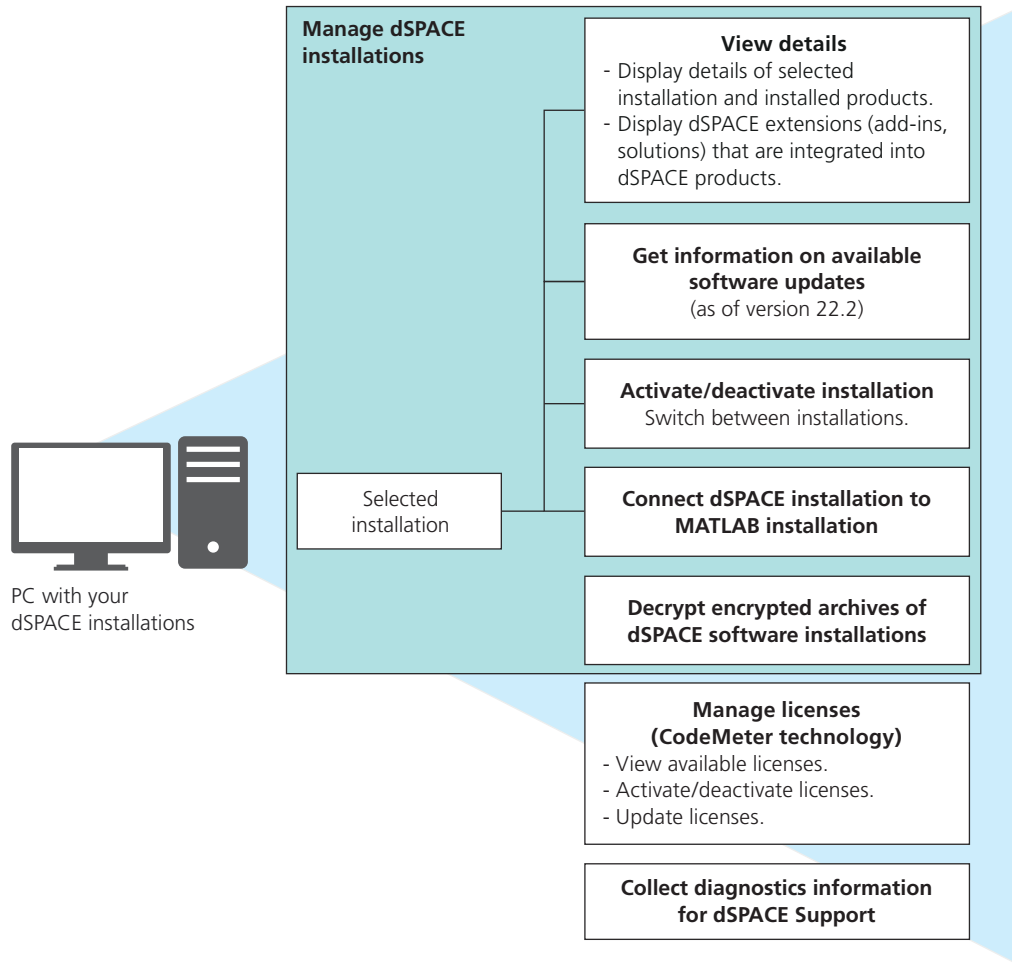 Manage dSPACE
installations
View details
- Display details of selected
installation and installed products.
- Display dSPACE extensions (add-ins,
solutions) that are integrated into
dSPACE products.
Get information on available
software updates
(as of version 22.2)
Activate/deactivate installation
Switch between installations.
Selected
installation
Connect dSPACE installation to
MATLAB installation
PC with your
dSPACE installations
Decrypt encrypted archives of
dSPACE software installations
Manage licenses
(CodeMeter technology)
- View available licenses.
- Activate/deactivate licenses.
- Update licenses.
Collect diagnostics information
for dSPACE Support